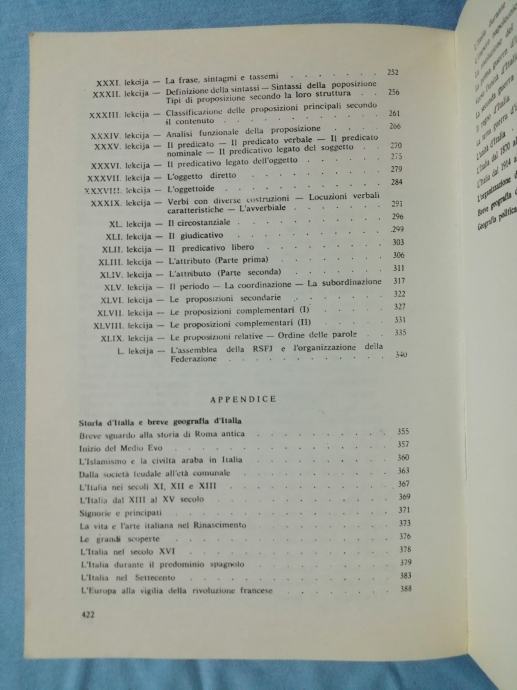 XXXI. lekcija — La frase, sintagmi e tassemi . . . . . . 252
XXXII. lekcija — Definizione della sintassi — Sintassi della poposizione
Tipi di proposizione secondo la loro struttura . . . 256
XXXIII. lekcija — Classificazione delle proposizioni principali secondo
il contenuto . . . . . . . . . . . 261
XXXIV. lekcija — Analisi funzionale della proposizione . . . . 266
XXXV. lekcija — Il predicato — Il predicato verbale — Il predicato
nominale — Il predicativo legato del soggetto . . . 270
XXXVI. lekcija — Il predicativo legato dell'oggetto . . . . . 275
XXXVII. lekcija — L'oggetto diretto . . . . . . . . . 279
XXXVIII. lekcija — L'oggettoide . . . . . . . . . . 284
XXXIX. lekcija — Verbi con diverse costruzioni — Locuzioni verbali
caratteristiche — L'avverbiale . . . . . . . 291
XL. lekcija — Il circostanziale . . . . . . . . . 296
XLI. lekcija — Il giudicativo . . . . . . . . . . 299
XLII. lekcija — Il predicativo libero . . . . . . . . 303
XLIII. lekcija — L'attributo (Parte prima) . . . . . . . 306
XLIV. lekcija — L'attributo (Parte seconda) . . . . . . 311
XLV. lekcija — Il periodo — La coordinazione — La subordinazione 317
XLVI. lekcija — Le proposizioni secondarie . . . . . . 322
XLVII. lekcija — Le proposizioni complementari (I) . . . . . 327
XLVIII. lekcija — Le proposizioni complementari (II) . . . . . 331
XLIX. lekcija — Le proposizioni relative — Ordine delle parole . . 335
L. lekcija — L'assemblea della RSFJ e l'organizzazione della
Federazione . . . . . . . . . . . 340
APPENDICE
Storia d'Italia e breve geografia d'Italia
Breve sguardo alla storia di Roma antica . . . . . . . 355
Inizio del Medio Evo . . . . . . . . . . . 357
L'Islamismo e la civilta araba in Italia . . . . . . . 360
Dalla società feudale all'età comunale . . . . . . . 363
L'Italia nei secoli XI, XII e XIII . . . . . . . . 367
L'Italia dal XIII al XV secolo . . . . . . . . . 369
Signorie e principati . . . . . . . . . . . 371
La vita e l'arte italiana nel Rinascimento . . . . . . . 373
Le grandi scoperte . . . . . . . . . . . 376
L'Italia nel secolo XVI . . . . . . . . . . 378
L'Italia durante il predominio spagnolo . . . . . . . 379
L'Italia nel Settecento . . . . . . . . . . 383
L'Europa alla vigilia della rivoluzione francese . . . . . . 388
422
L'Italia durante
seconda guerra
L'organizzazione d
Breve geografia d
Geografia politica